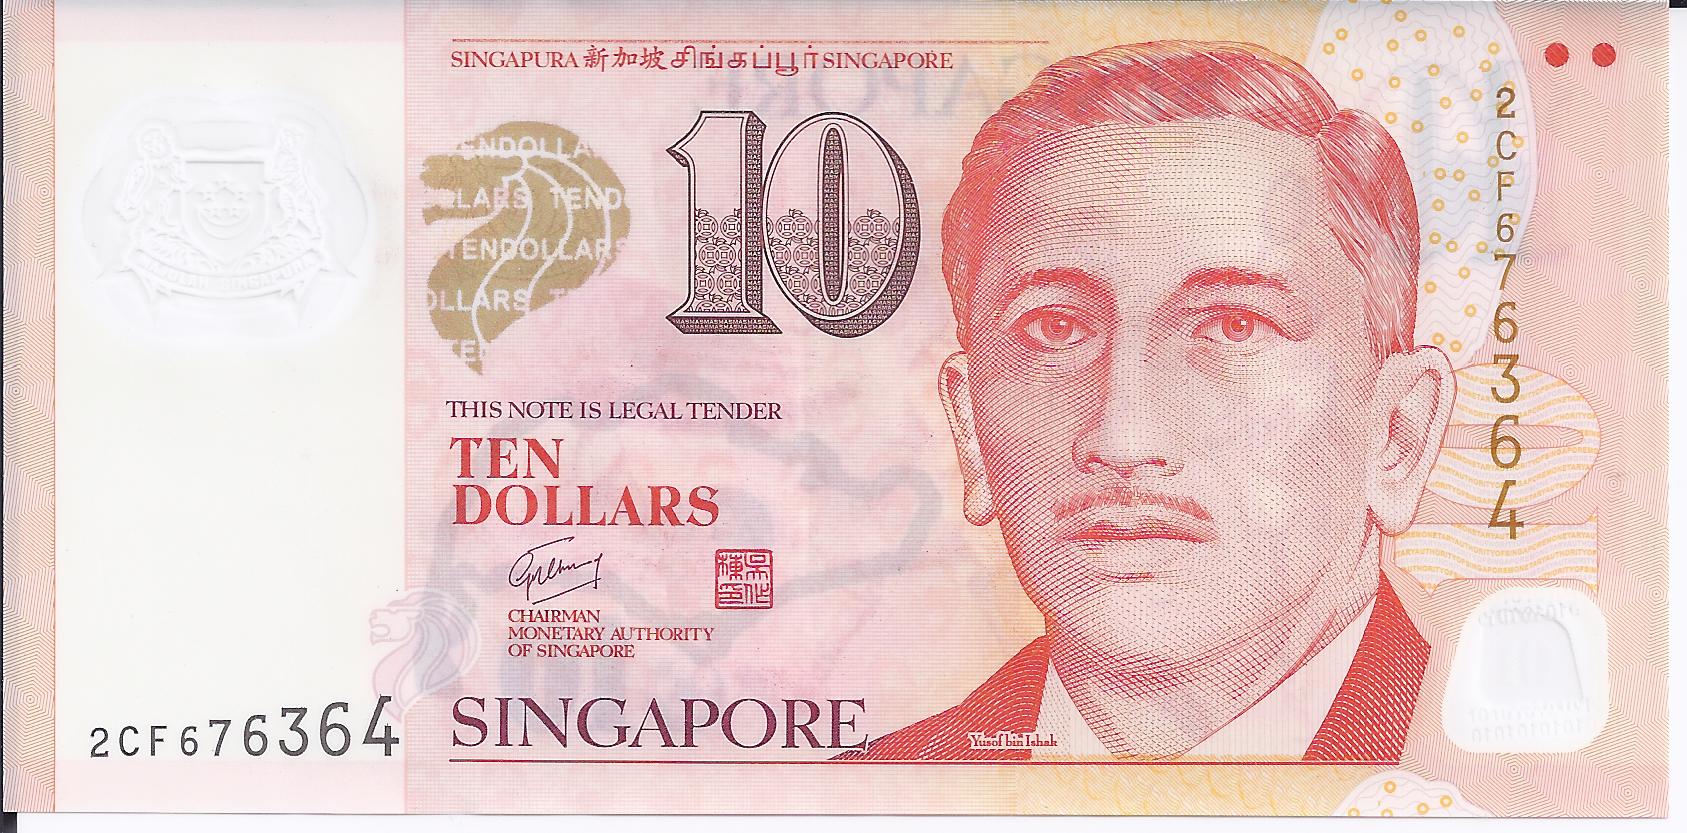 SINGAPURA 新加坡 சிங்கப்பூர் SINGAPORE
10
TENDOLLARS
THIS NOTE IS LEGAL TENDER
TEN
DOLLARS
CHAIRMAN
MONETARY AUTHORITY
OF SINGAPORE
SINGAPORE
Yusof bin Ishak
2CF676364
2CF676364